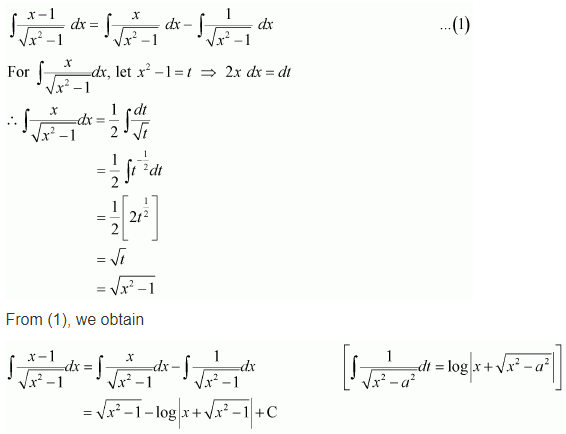 ∫ (x−1)/√(x²−1) dx = ∫ x/√(x²−1) dx − ∫ 1/√(x²−1) dx ...(1)
For ∫ x/√(x²−1) dx, let x²−1 = t ⇒ 2x dx = dt
∴ ∫ x/√(x²−1) dx = 1/2 ∫ dt/√t
= 1/2 ∫ t^(−1/2) dt
= 1/2 [2t^(1/2)]
= √t
= √(x²−1)
From (1), we obtain
∫ (x−1)/√(x²−1) dx = ∫ x/√(x²−1) dx − ∫ 1/√(x²−1) dx [∫ 1/√(x²−a²) dt = log|x+√(x²−a²)|]
= √(x²−1) − log|x+√(x²−1)| + C